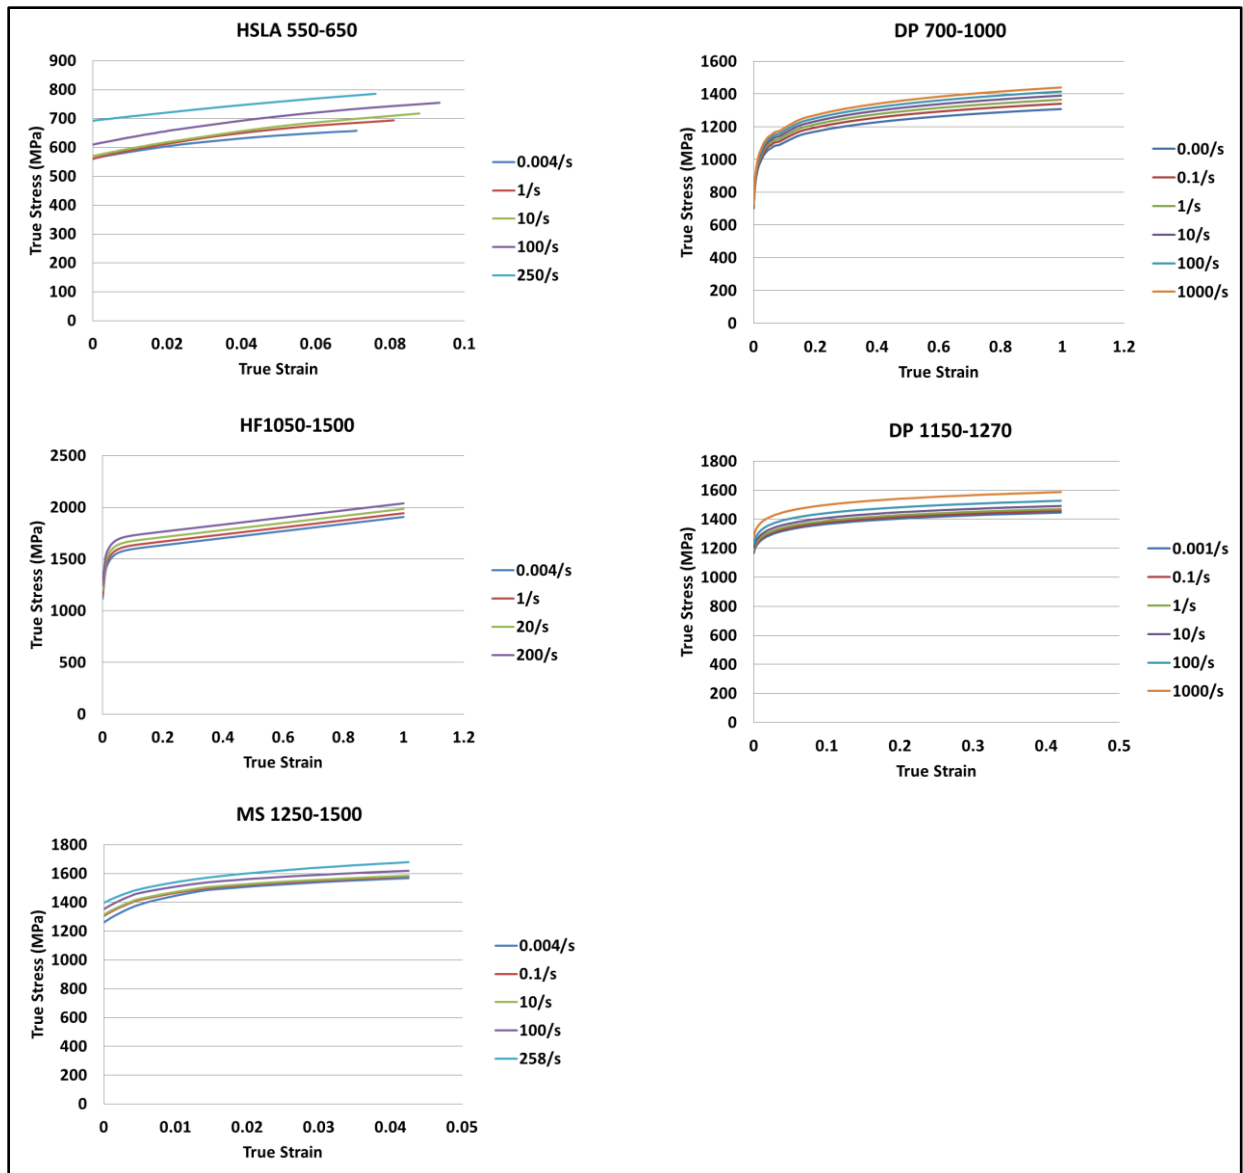 HSLA 550-650
True Stress (MPa)
900
800
700
600
500
400
300
200
100
0
0 0.02 0.04 0.06 0.08 0.1
True Strain
0.004/s
1/s
10/s
100/s
250/s
DP 700-1000
True Stress (MPa)
1600
1400
1200
1000
800
600
400
200
0
0 0.2 0.4 0.6 0.8 1 1.2
True Strain
0.00/s
0.1/s
1/s
10/s
100/s
1000/s
HF1050-1500
True Stress (MPa)
2500
2000
1500
1000
500
0
0 0.2 0.4 0.6 0.8 1 1.2
True Strain
0.004/s
1/s
20/s
200/s
DP 1150-1270
True Stress (MPa)
1800
1600
1400
1200
1000
800
600
400
200
0
0 0.1 0.2 0.3 0.4 0.5
True Strain
0.001/s
0.1/s
1/s
10/s
100/s
1000/s
MS 1250-1500
True Stress (MPa)
1800
1600
1400
1200
1000
800
600
400
200
0
0 0.01 0.02 0.03 0.04 0.05
True Strain
0.004/s
0.1/s
10/s
100/s
258/s